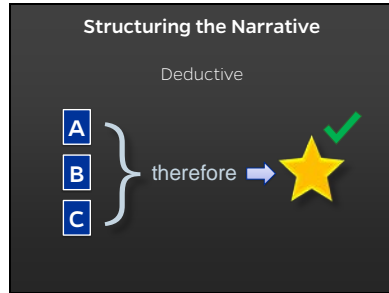 Structuring the Narrative
Deductive
A
B
C
therefore